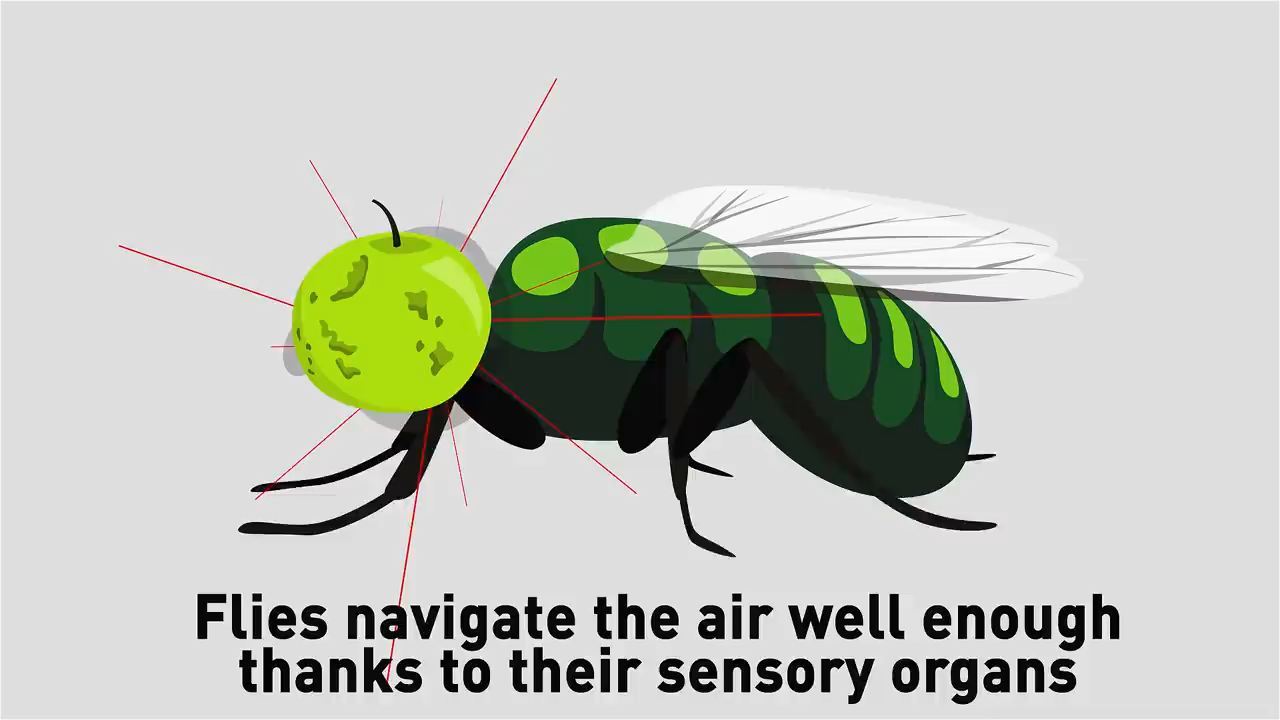 Flies navigate the air well enough
thanks to their sensory organs